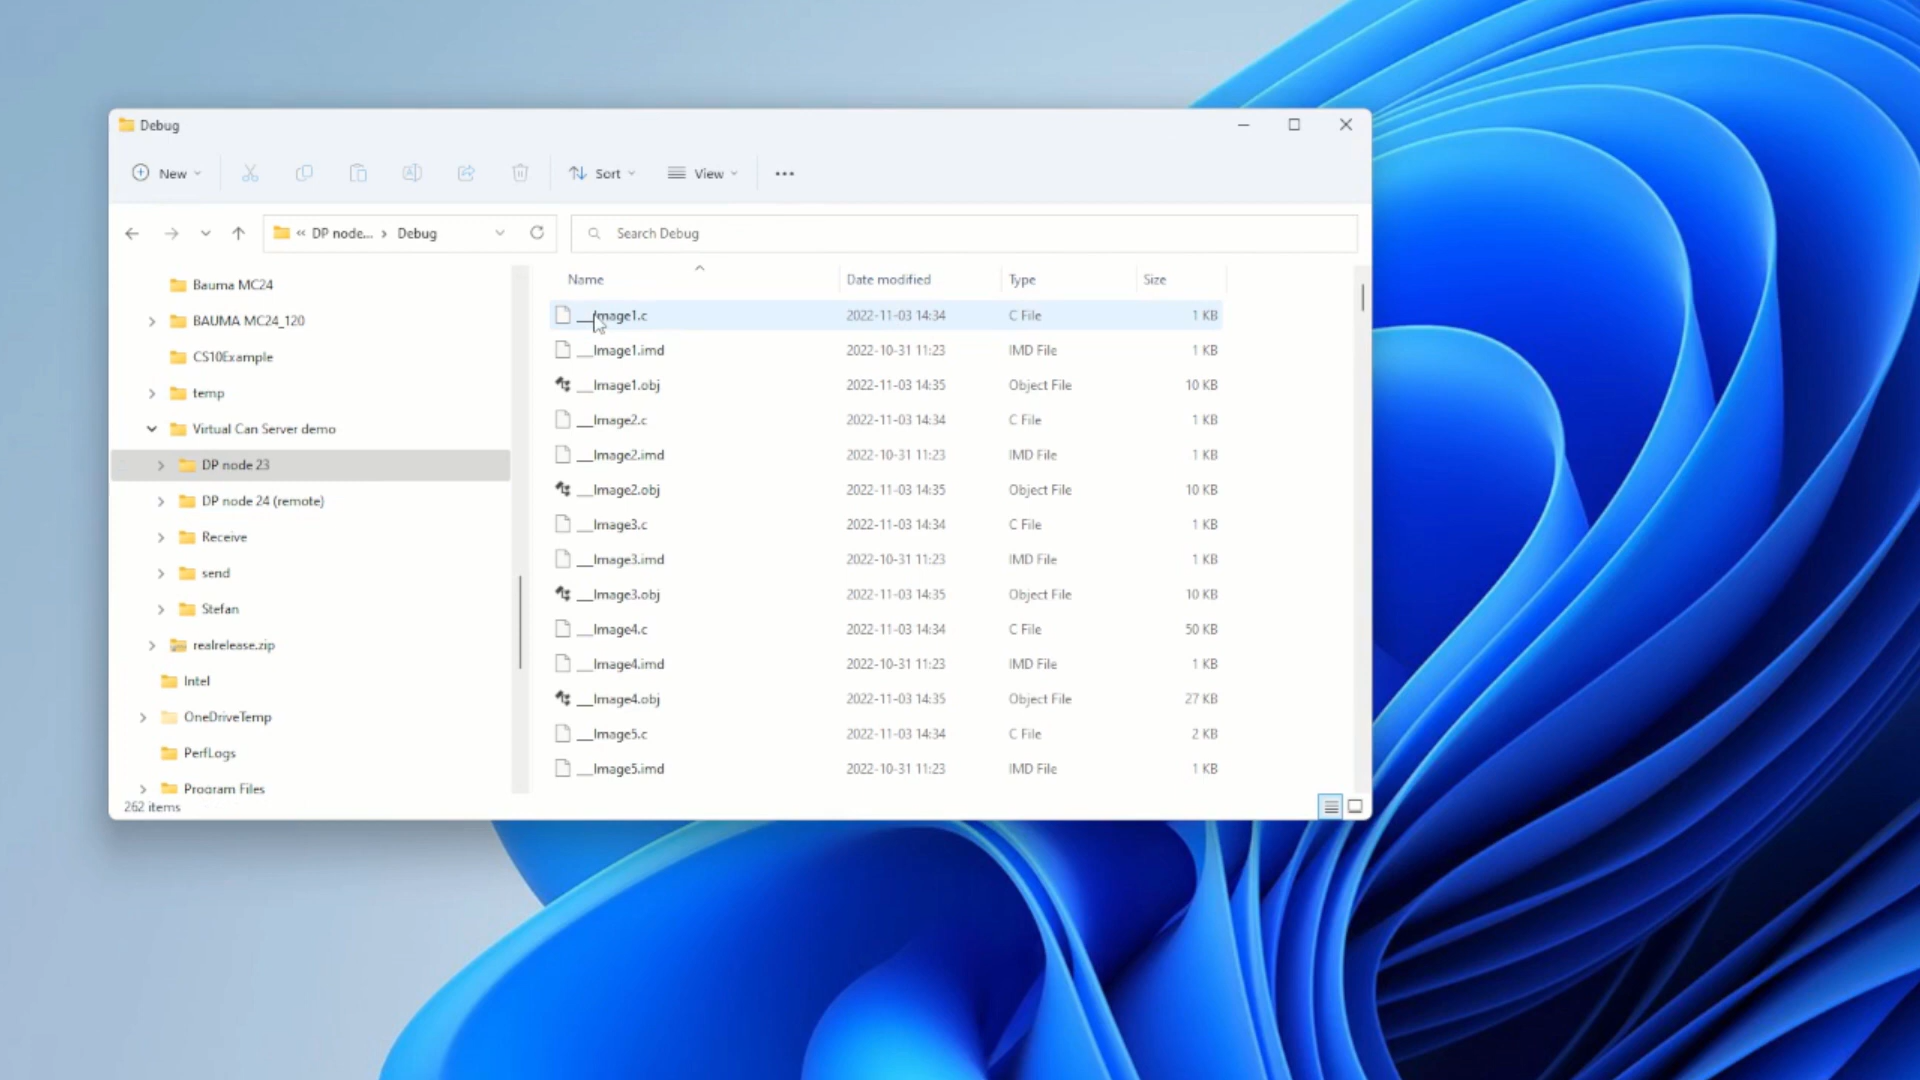 Debug
New
Sort
View
« DP node... › Debug
Search Debug
Name Date modified Type Size
Bauma MC24
BAUMA MC24_120
CS10Example
temp
Virtual Can Server demo
DP node 23
DP node 24 (remote)
Receive
send
Stefan
realrelease.zip
Intel
OneDriveTemp
PerfLogs
Program Files
__Image1.c 2022-11-03 14:34 C File 1 KB
__Image1.imd 2022-10-31 11:23 IMD File 1 KB
__Image1.obj 2022-11-03 14:35 Object File 10 KB
__Image2.c 2022-11-03 14:34 C File 1 KB
__Image2.imd 2022-10-31 11:23 IMD File 1 KB
__Image2.obj 2022-11-03 14:35 Object File 10 KB
__Image3.c 2022-11-03 14:34 C File 1 KB
__Image3.imd 2022-10-31 11:23 IMD File 1 KB
__Image3.obj 2022-11-03 14:35 Object File 10 KB
__Image4.c 2022-11-03 14:34 C File 50 KB
__Image4.imd 2022-10-31 11:23 IMD File 1 KB
__Image4.obj 2022-11-03 14:35 Object File 27 KB
__Image5.c 2022-11-03 14:34 C File 2 KB
__Image5.imd 2022-10-31 11:23 IMD File 1 KB
262 items